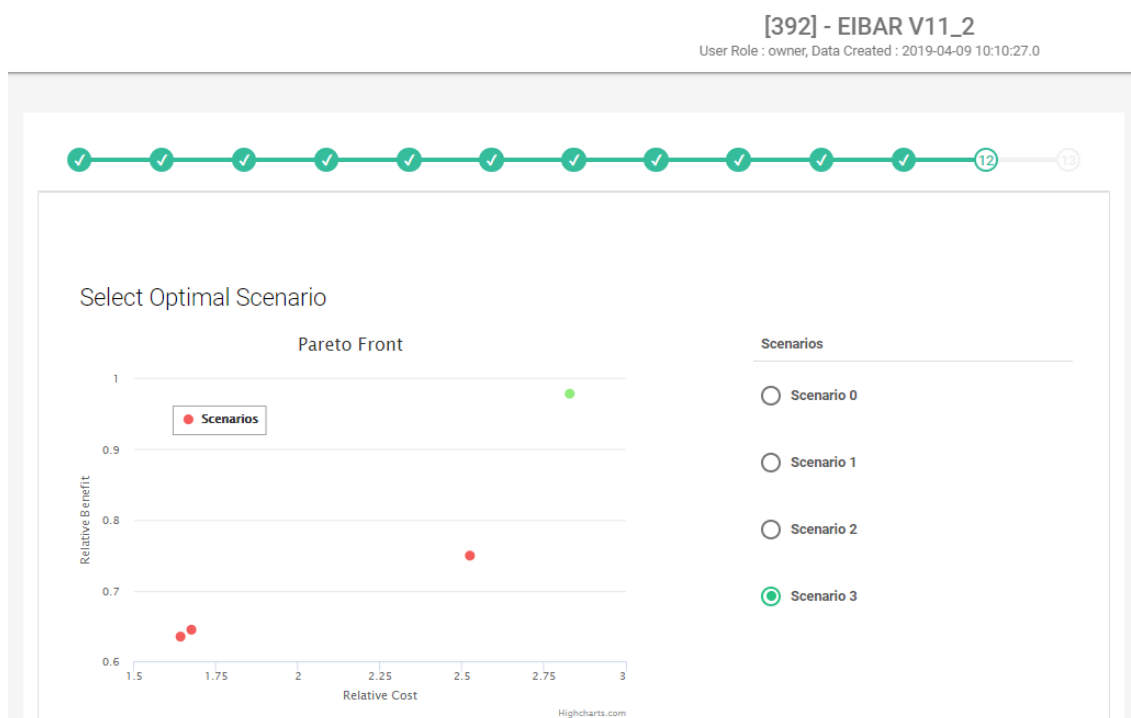 [392] - EIBAR V11_2
User Role : owner, Data Created : 2019-04-09 10:10:27.0
12
13
Select Optimal Scenario
Pareto Front
Scenarios
1
0.9
0.8
0.7
0.6
Relative Benefit
1.5 1.75 2 2.25 2.5 2.75 3
Relative Cost
Highcharts.com
Scenarios
Scenario 0
Scenario 1
Scenario 2
Scenario 3